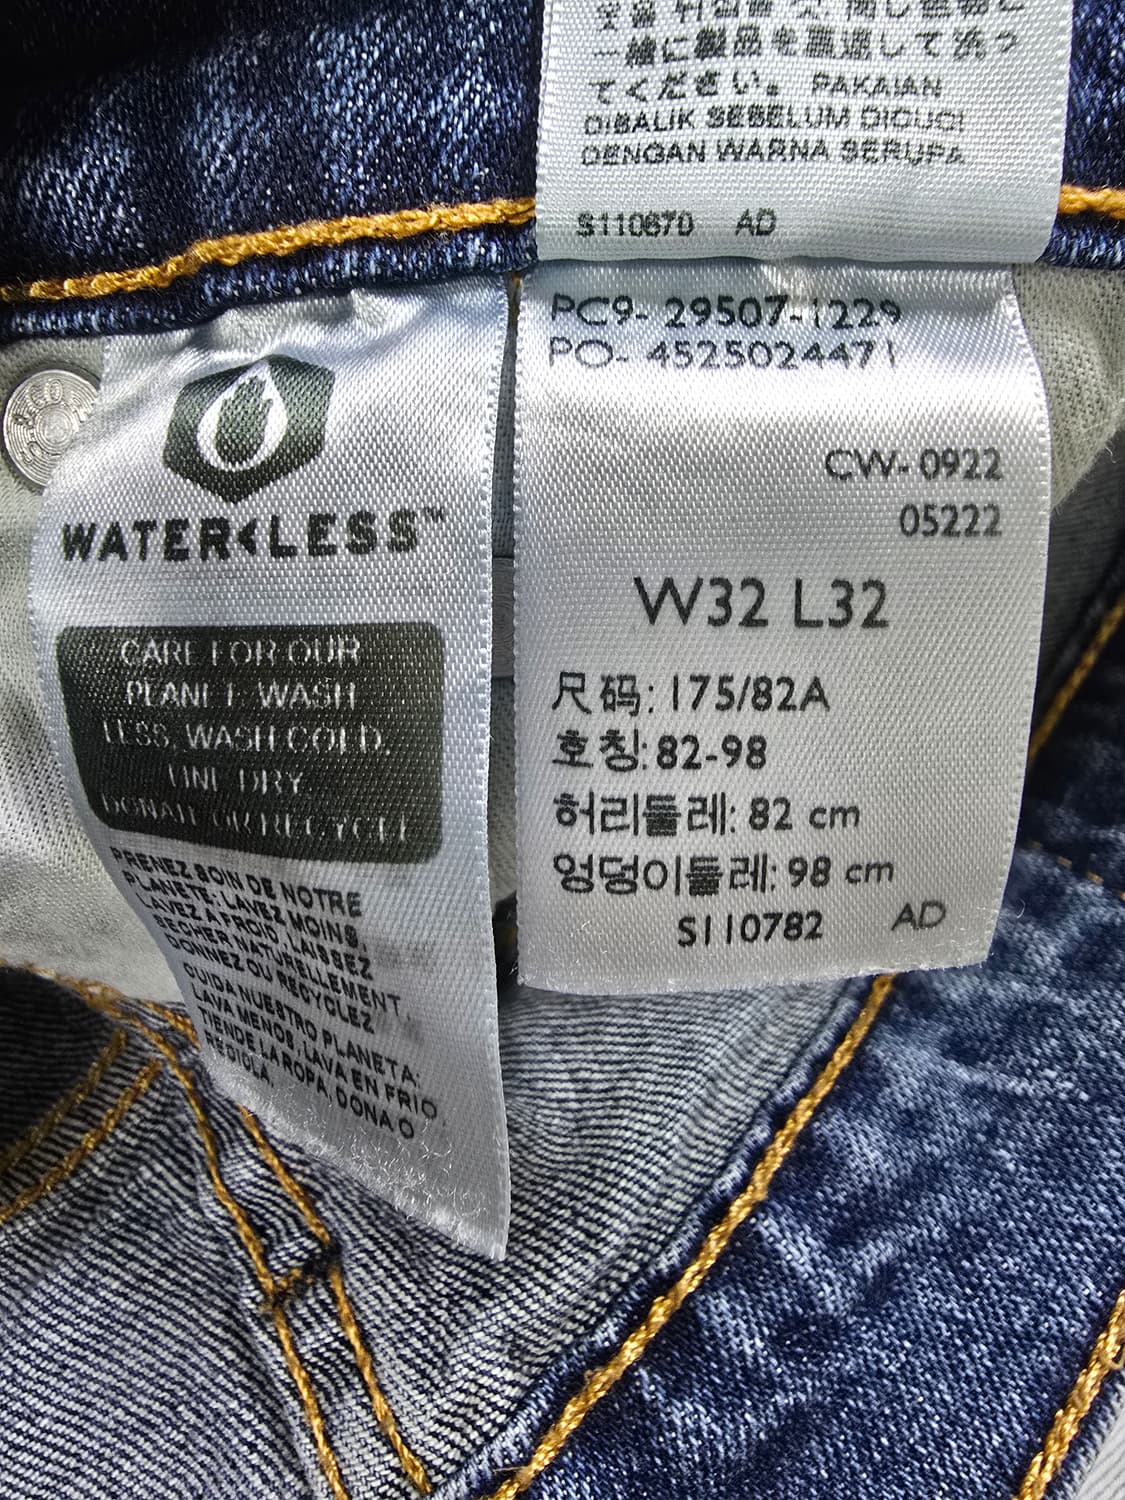 一緒に製品を裏返して洗っ
てください。 PAKAIAN
DIBALIK SEBELUM DICUCI
DENGAN WARNA SERUPA
S110670 AD
PC9- 29507-1229
PO- 4525024471
CW- 0922
05222
W32 L32
尺码: 175/82A
호칭: 82-98
허리둘레: 82 cm
엉덩이둘레: 98 cm
S110782 AD
WATER<LESS™
CARE FOR OUR
PLANET: WASH
LESS, WASH COLD,
LINE DRY,
DONATE OR RECYCLE
PRENEZ SOIN DE NOTRE
PLANETE: LAVEZ MOINS,
LAVEZ A FROID, LAISSEZ
SECHER NATURELLEMENT,
DONNEZ OU RECYCLEZ
CUIDA NUESTRO PLANETA:
LAVA MENOS, LAVA EN FRIO
TIENDE LA ROPA, DONA O
RECICLA.